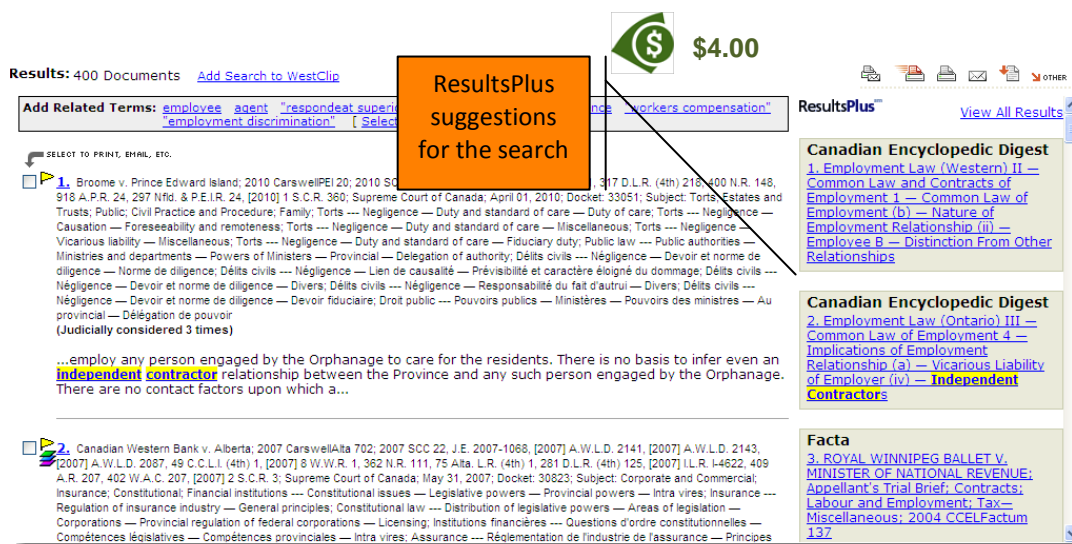 $4.00
Results: 400 Documents Add Search to WestClip
OTHER
ResultsPlus
suggestions
for the search
Add Related Terms: employee agent "respondeat superi "workers compensation"
"employment discrimination" [ Select
ResultsPlus
View All Results
SELECT TO PRINT, EMAIL, ETC.
1. Broome v. Prince Edward Island; 2010 CarswellPEI 20; 2010 SC 317 D.L.R. (4th) 218, 400 N.R. 148,
918 A.P.R. 24, 297 Nfld. & P.E.I.R. 24, [2010] 1 S.C.R. 360; Supreme Court of Canada; April 01, 2010; Docket: 33051; Subject: Torts; Estates and
Trusts; Public; Civil Practice and Procedure; Family; Torts --- Negligence — Duty and standard of care — Duty of care; Torts --- Negligence —
Causation — Foreseeability and remoteness; Torts --- Negligence — Duty and standard of care — Miscellaneous; Torts --- Negligence —
Vicarious liability — Miscellaneous; Torts --- Negligence — Duty and standard of care — Fiduciary duty; Public law --- Public authorities —
Ministries and departments — Powers of Ministers — Provincial — Delegation of authority; Délits civils --- Négligence — Devoir et norme de
diligence — Norme de diligence; Délits civils --- Négligence — Lien de causalité — Prévisibilité et caractère éloigné du dommage; Délits civils ---
Négligence — Devoir et norme de diligence — Divers; Délits civils --- Négligence — Responsabilité du fait d'autrui — Divers; Délits civils ---
Négligence — Devoir et norme de diligence — Devoir fiduciaire; Droit public --- Pouvoirs publics — Ministères — Pouvoirs des ministres — Au
provincial — Délégation de pouvoir
(Judicially considered 3 times)
...employ any person engaged by the Orphanage to care for the residents. There is no basis to infer even an
independent contractor relationship between the Province and any such person engaged by the Orphanage.
There are no contact factors upon which a...
2. Canadian Western Bank v. Alberta; 2007 CarswellAlta 702; 2007 SCC 22, J.E. 2007-1068, [2007] A.W.L.D. 2141, [2007] A.W.L.D. 2143,
[2007] A.W.L.D. 2087, 49 C.C.L.I. (4th) 1, [2007] 8 W.W.R. 1, 362 N.R. 111, 75 Alta. L.R. (4th) 1, 281 D.L.R. (4th) 125, [2007] I.L.R. I-4622, 409
A.R. 207, 402 W.A.C. 207, [2007] 2 S.C.R. 3; Supreme Court of Canada; May 31, 2007; Docket: 30823; Subject: Corporate and Commercial;
Insurance; Constitutional; Financial institutions --- Constitutional issues — Legislative powers — Provincial powers — Intra vires; Insurance ---
Regulation of insurance industry — General principles; Constitutional law --- Distribution of legislative powers — Areas of legislation —
Corporations — Provincial regulation of federal corporations — Licensing; Institutions financières --- Questions d'ordre constitutionnelles —
Compétences législatives — Compétences provinciales — Intra vires; Assurance --- Réglementation de l'industrie de l'assurance — Principes
Canadian Encyclopedic Digest
1. Employment Law (Western) II —
Common Law and Contracts of
Employment 1 — Common Law of
Employment (b) — Nature of
Employment Relationship (ii) —
Employee B — Distinction From Other
Relationships
Canadian Encyclopedic Digest
2. Employment Law (Ontario) III —
Common Law of Employment 4 —
Implications of Employment
Relationship (a) — Vicarious Liability
of Employer (iv) — Independent
Contractors
Facta
3. ROYAL WINNIPEG BALLET V.
MINISTER OF NATIONAL REVENUE;
Appellant's Trial Brief; Contracts;
Labour and Employment; Tax—
Miscellaneous; 2004 CCELFactum
137